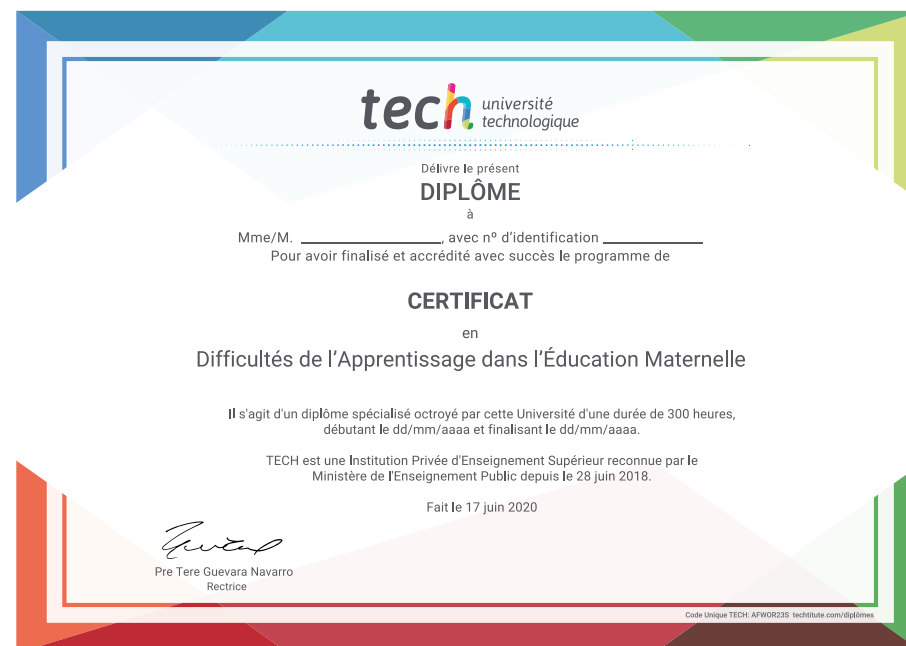 tech université
technologique
Délivre le présent
DIPLÔME
à
Mme/M. ____________________, avec nº d'identification ______________
Pour avoir finalisé et accrédité avec succès le programme de
CERTIFICAT
en
Difficultés de l'Apprentissage dans l'Éducation Maternelle
Il s'agit d'un diplôme spécialisé octroyé par cette Université d'une durée de 300 heures,
débutant le dd/mm/aaaa et finalisant le dd/mm/aaaa.
TECH est une Institution Privée d'Enseignement Supérieur reconnue par le
Ministère de l'Enseignement Public depuis le 28 juin 2018.
Fait le 17 juin 2020
Pre Tere Guevara Navarro
Rectrice
Code Unique TECH: AFWOR23S techtitute.com/diplômes